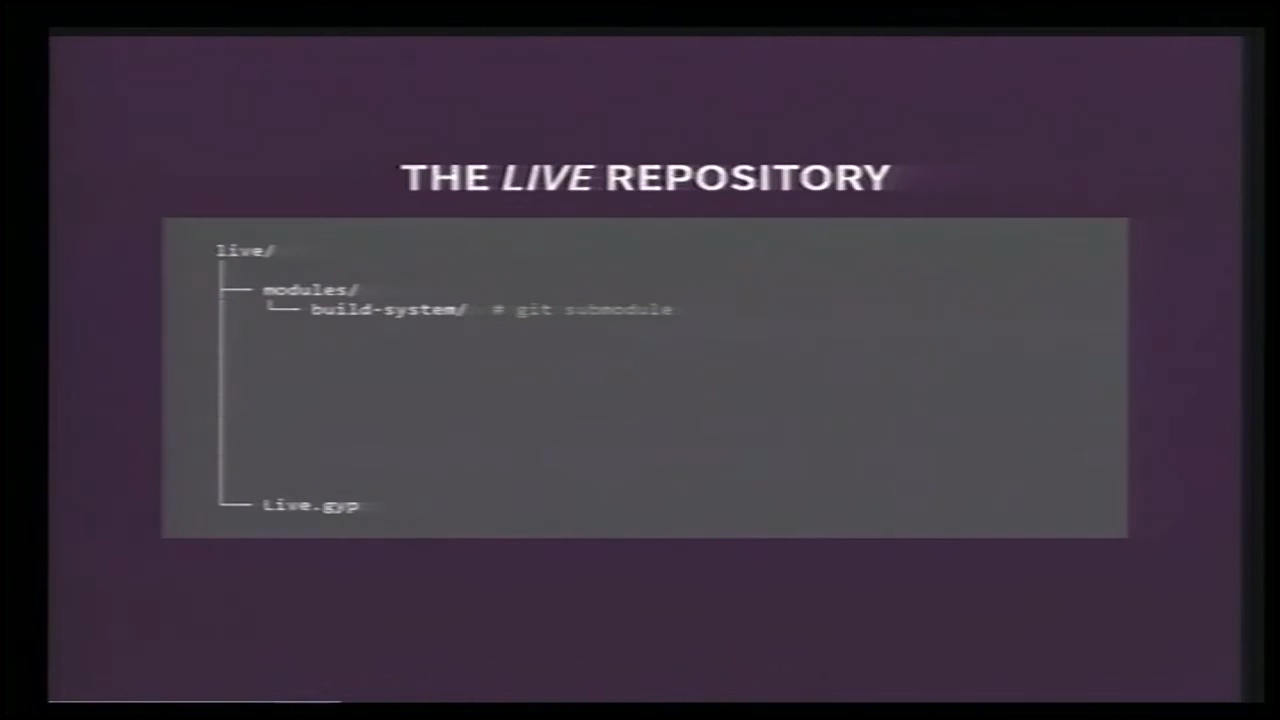 THE LIVE REPOSITORY
live/
├── modules/
│   └── build-system/  # git submodule
└── Live.gyp